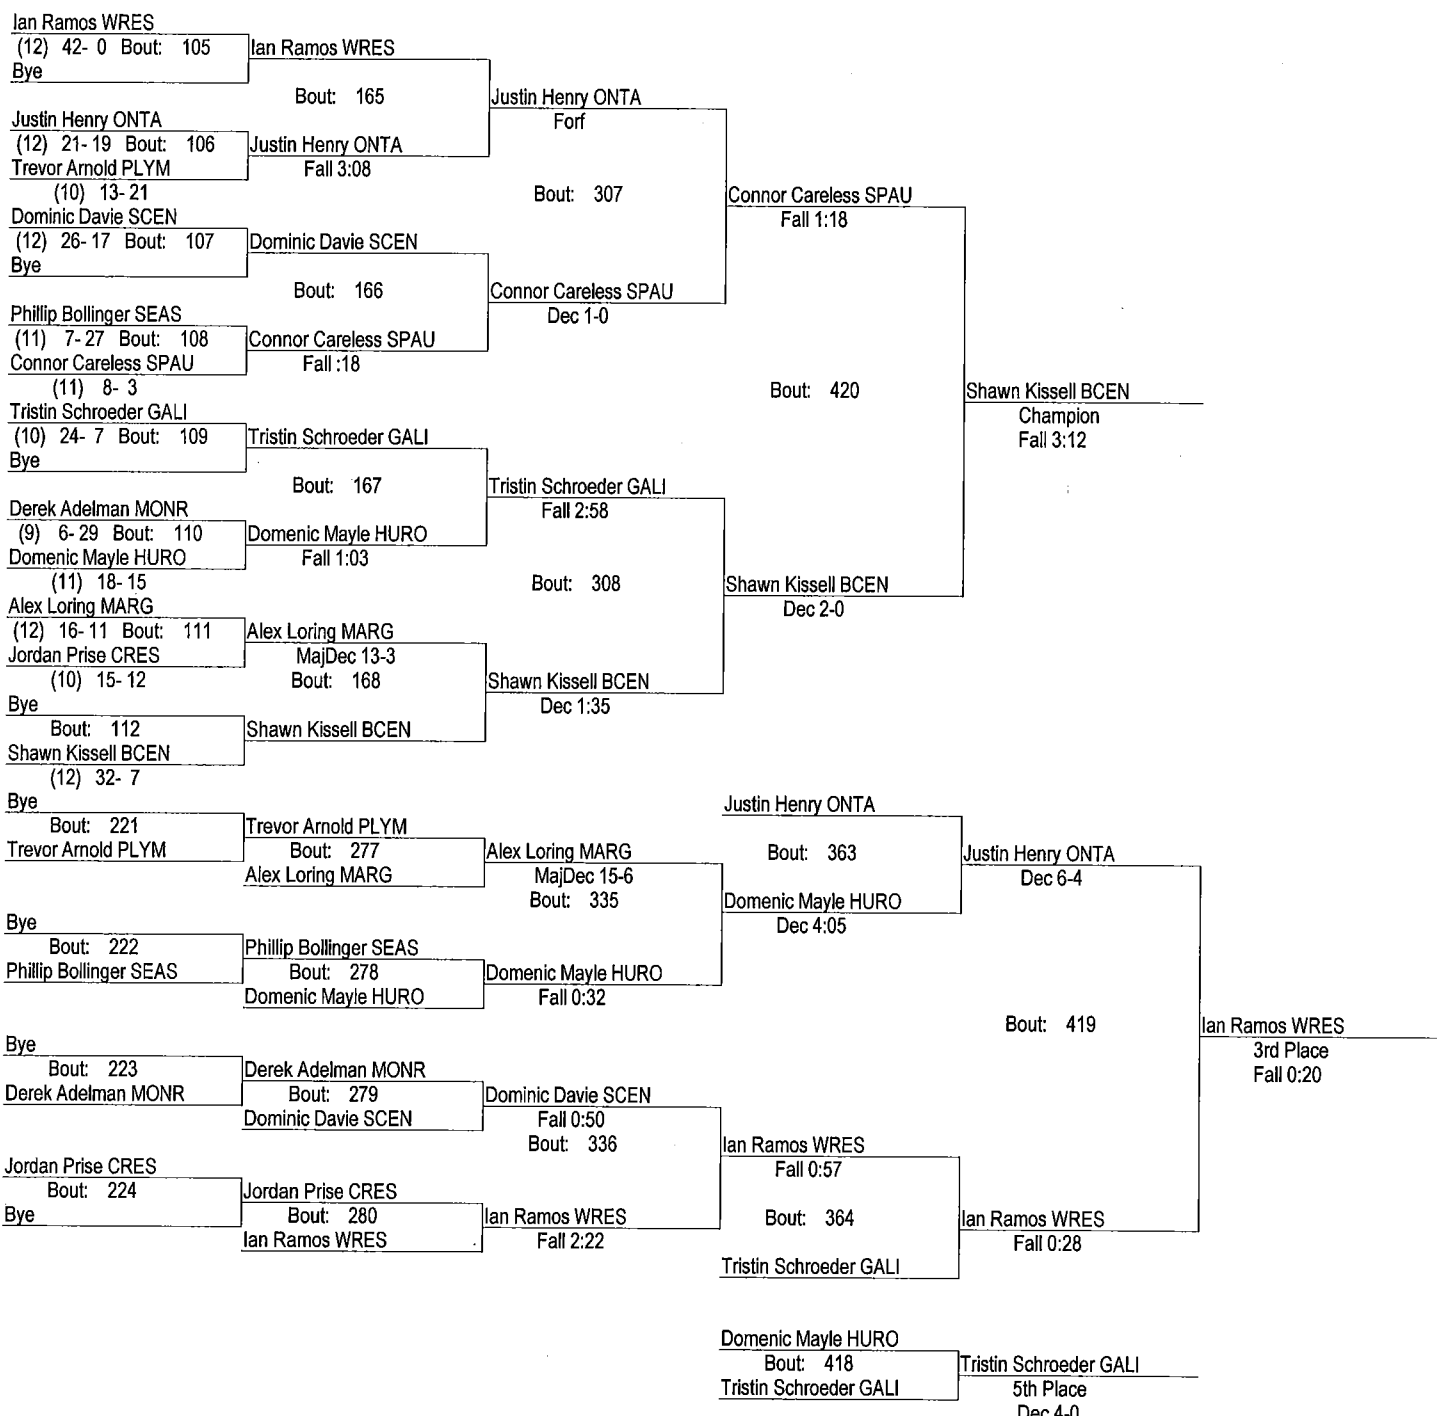 Ian Ramos WRES
(12) 42- 0 Bout: 105
Bye
Ian Ramos WRES
Bout: 165
Justin Henry ONTA
(12) 21- 19 Bout: 106
Trevor Arnold PLYM
(10) 13- 21
Justin Henry ONTA
Fall 3:08
Justin Henry ONTA
Forf
Bout: 307
Dominic Davie SCEN
(12) 26- 17 Bout: 107
Bye
Dominic Davie SCEN
Bout: 166
Phillip Bollinger SEAS
(11) 7- 27 Bout: 108
Connor Careless SPAU
(11) 8- 3
Connor Careless SPAU
Fall :18
Connor Careless SPAU
Dec 1-0
Connor Careless SPAU
Fall 1:18
Bout: 420
Tristin Schroeder GALI
(10) 24- 7 Bout: 109
Bye
Tristin Schroeder GALI
Bout: 167
Derek Adelman MONR
(9) 6- 29 Bout: 110
Domenic Mayle HURO
(11) 18- 15
Domenic Mayle HURO
Fall 1:03
Tristin Schroeder GALI
Fall 2:58
Bout: 308
Alex Loring MARG
(12) 16- 11 Bout: 111
Jordan Prise CRES
(10) 15- 12
Alex Loring MARG
MajDec 13-3
Bout: 168
Bye
Bout: 112
Shawn Kissell BCEN
(12) 32- 7
Shawn Kissell BCEN
Shawn Kissell BCEN
Dec 1:35
Shawn Kissell BCEN
Dec 2-0
Shawn Kissell BCEN
Champion
Fall 3:12
Bye
Bout: 221
Trevor Arnold PLYM
Trevor Arnold PLYM
Bout: 277
Alex Loring MARG
Alex Loring MARG
MajDec 15-6
Bout: 335
Bye
Bout: 222
Phillip Bollinger SEAS
Phillip Bollinger SEAS
Bout: 278
Domenic Mayle HURO
Domenic Mayle HURO
Fall 0:32
Justin Henry ONTA
Bout: 363
Domenic Mayle HURO
Dec 4:05
Justin Henry ONTA
Dec 6-4
Bout: 419
Bye
Bout: 223
Derek Adelman MONR
Derek Adelman MONR
Bout: 279
Dominic Davie SCEN
Dominic Davie SCEN
Fall 0:50
Bout: 336
Jordan Prise CRES
Bout: 224
Bye
Jordan Prise CRES
Bout: 280
Ian Ramos WRES
Ian Ramos WRES
Fall 2:22
Ian Ramos WRES
Fall 0:57
Bout: 364
Tristin Schroeder GALI
Ian Ramos WRES
Fall 0:28
Ian Ramos WRES
3rd Place
Fall 0:20
Domenic Mayle HURO
Bout: 418
Tristin Schroeder GALI
Tristin Schroeder GALI
5th Place
Dec 4-0